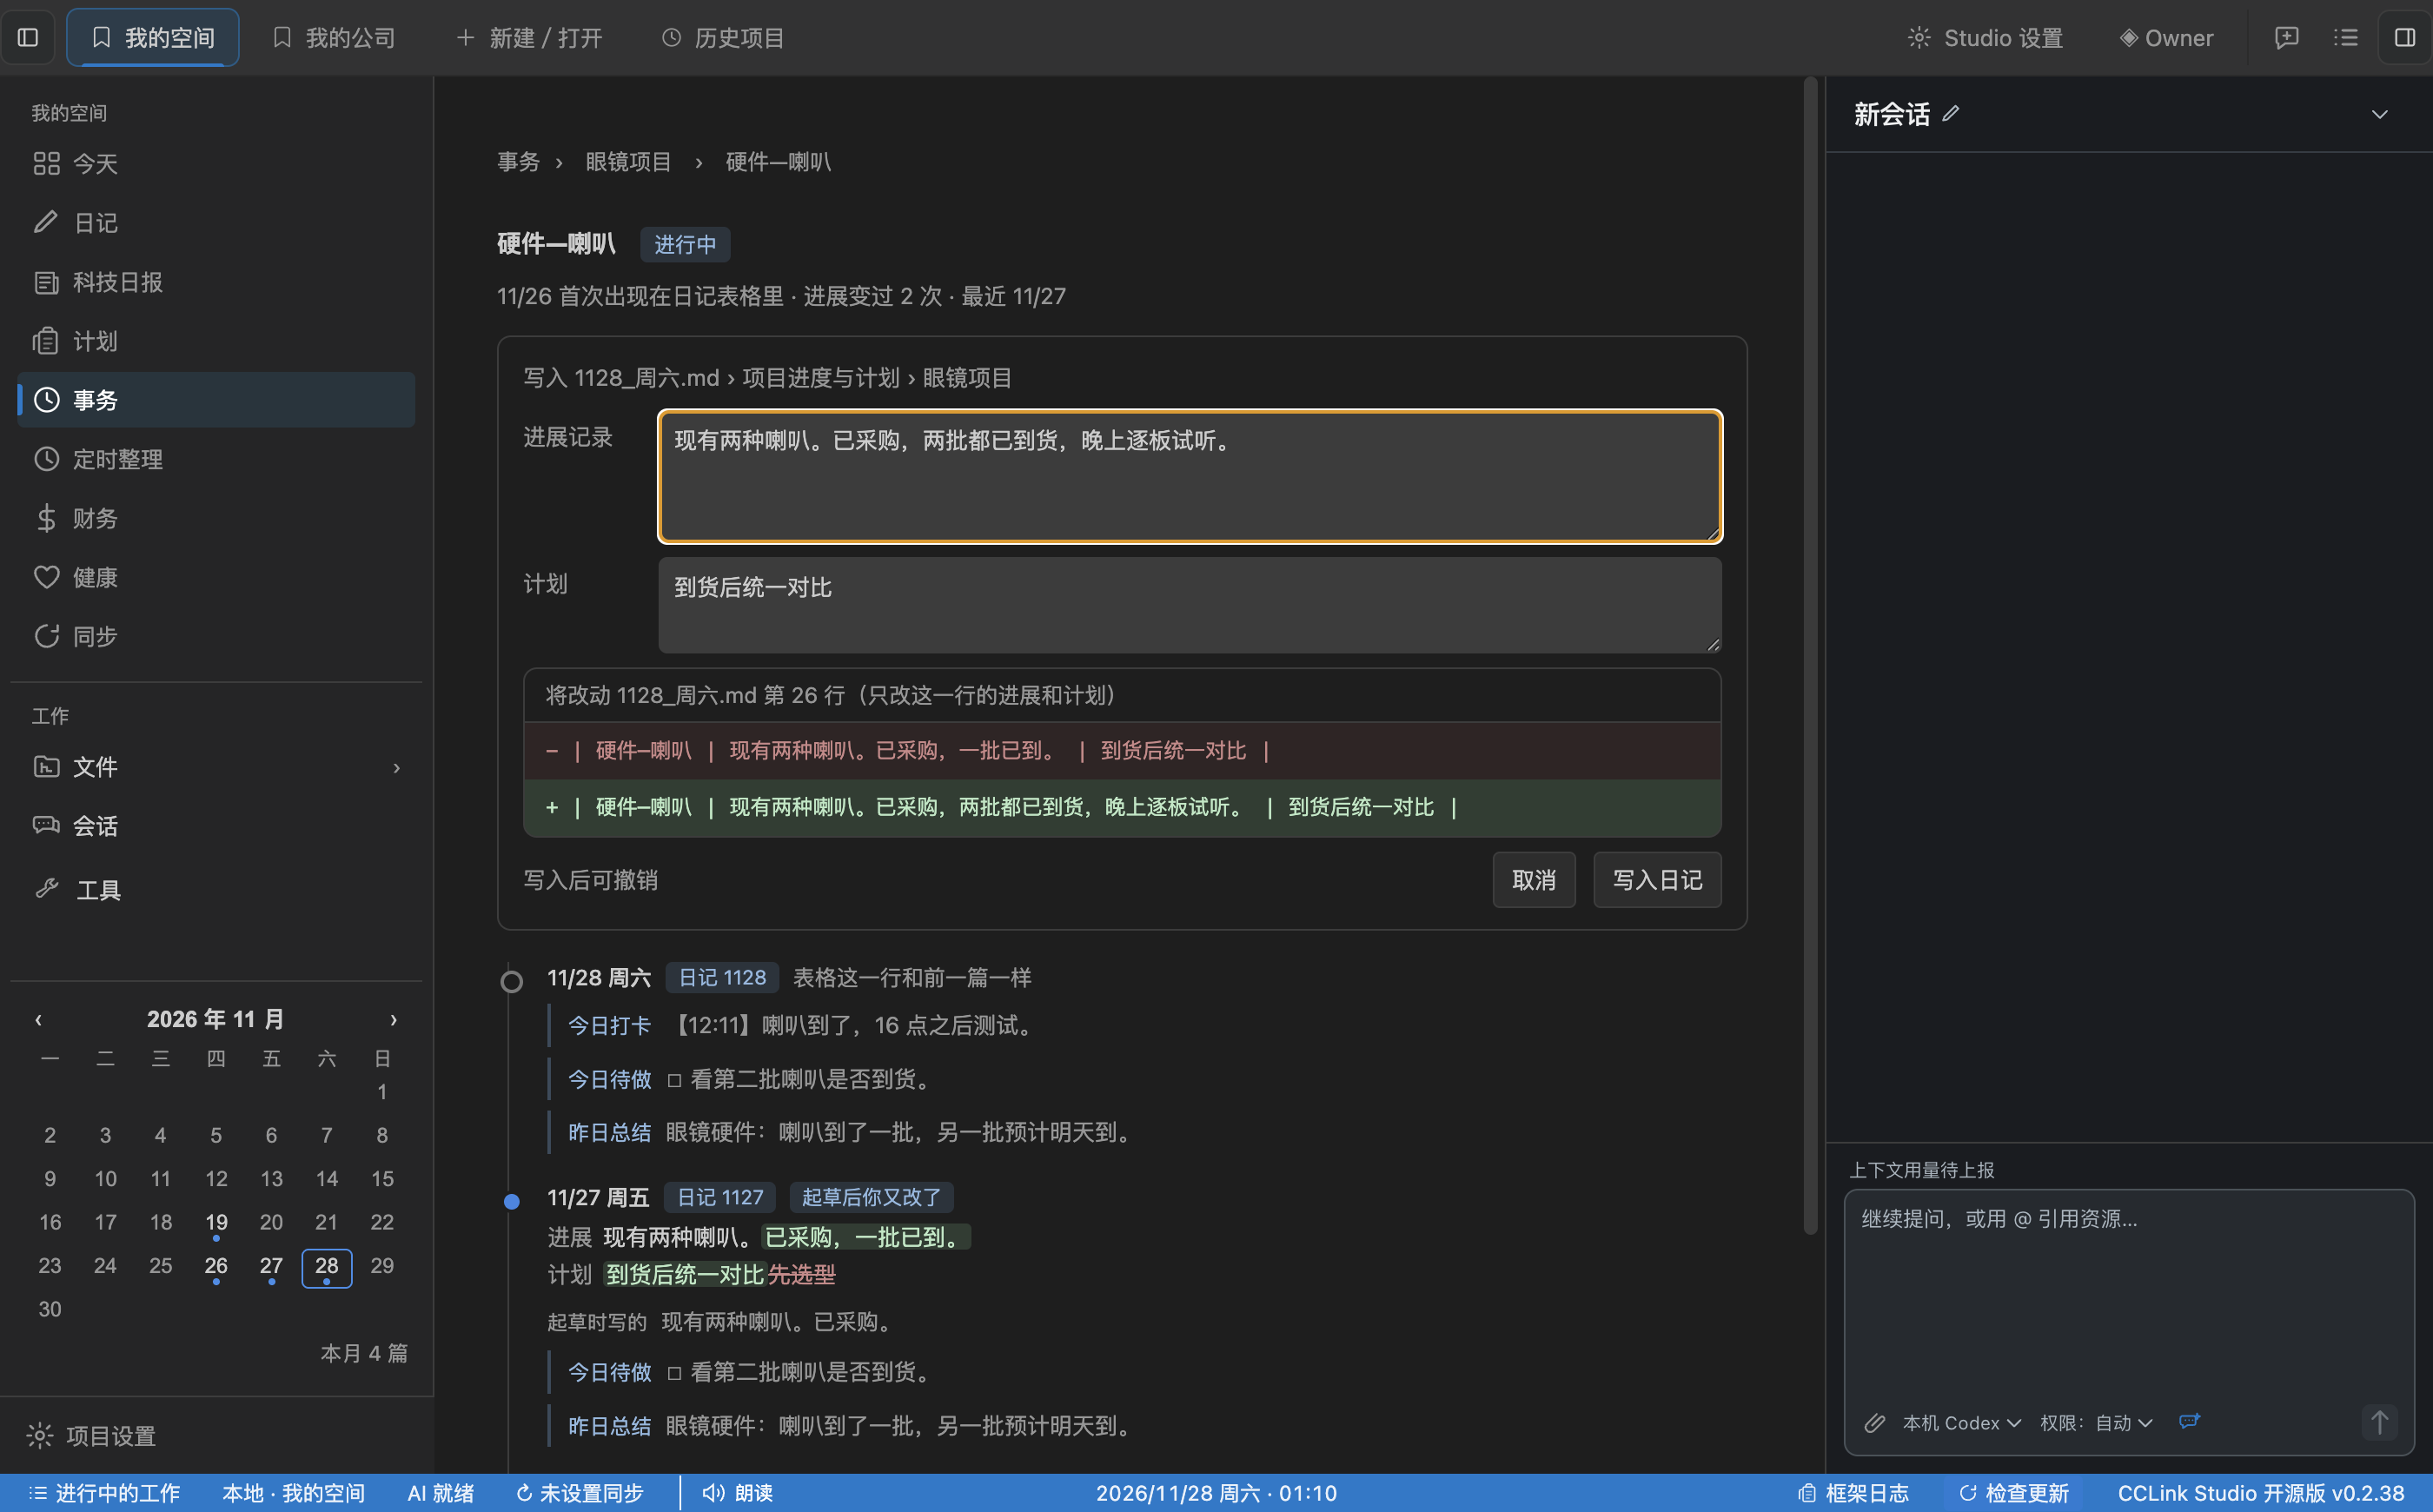 我的空间
我的公司
新建 / 打开
历史项目
Studio 设置
Owner
我的空间
今天
日记
科技日报
计划
事务
定时整理
财务
健康
同步
工作
文件
会话
工具
2026 年 11 月
一 二 三 四 五 六 日
1
2 3 4 5 6 7 8
9 10 11 12 13 14 15
16 17 18 19 20 21 22
23 24 25 26 27 28 29
30
本月 4 篇
项目设置
事务 › 眼镜项目 › 硬件—喇叭
硬件—喇叭 进行中
11/26 首次出现在日记表格里 · 进展变过 2 次 · 最近 11/27
写入 1128_周六.md › 项目进度与计划 › 眼镜项目
进展记录 现有两种喇叭。已采购，两批都已到货，晚上逐板试听。
计划 到货后统一对比
将改动 1128_周六.md 第 26 行（只改这一行的进展和计划）
− | 硬件—喇叭 | 现有两种喇叭。已采购，一批已到。 | 到货后统一对比 |
+ | 硬件—喇叭 | 现有两种喇叭。已采购，两批都已到货，晚上逐板试听。 | 到货后统一对比 |
写入后可撤销 取消 写入日记
11/28 周六 日记 1128 表格这一行和前一篇一样
今日打卡 【12:11】喇叭到了，16 点之后测试。
今日待做 □ 看第二批喇叭是否到货。
昨日总结 眼镜硬件：喇叭到了一批，另一批预计明天到。
11/27 周五 日记 1127 起草后你又改了
进展 现有两种喇叭。已采购，一批已到。
计划 到货后统一对比先选型
起草时写的 现有两种喇叭。已采购。
今日待做 □ 看第二批喇叭是否到货。
昨日总结 眼镜硬件：喇叭到了一批，另一批预计明天到。
新会话
上下文用量待上报
继续提问，或用 @ 引用资源...
本机 Codex 权限：自动
进行中的工作 本地 · 我的空间 AI 就绪 未设置同步 朗读 2026/11/28 周六 · 01:10 框架日志 检查更新 CCLink Studio 开源版 v0.2.38